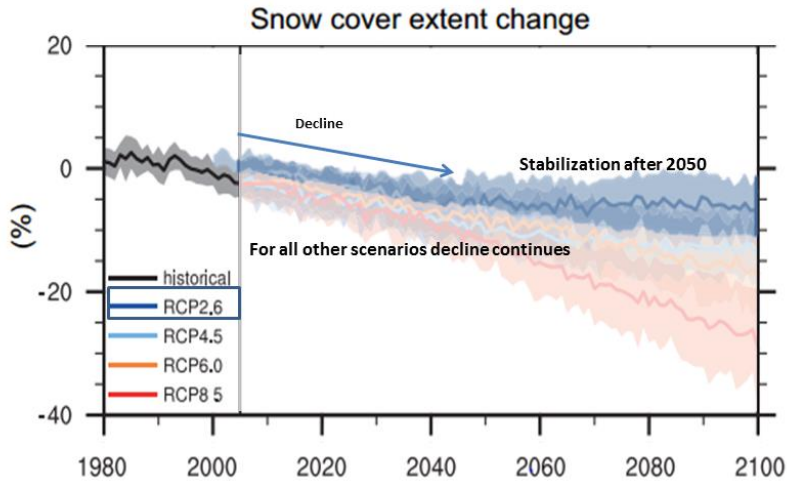 Snow cover extent change
20
Decline
Stabilization after 2050
0
(%)
For all other scenarios decline continues
historical
-20
RCP2.6
RCP4.5
RCP6.0
RCP8 5
-40
1980 2000 2020 2040 2060 2080 2100